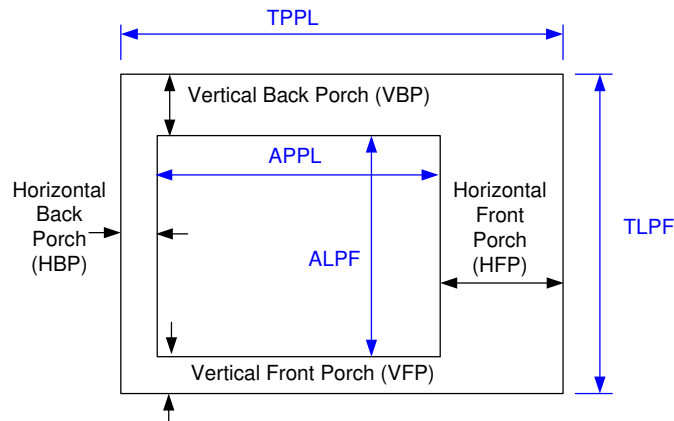 TPPL
Vertical Back Porch (VBP)
APPL
Horizontal
Back
Porch
(HBP)
ALPF
Horizontal
Front
Porch
(HFP)
TLPF
Vertical Front Porch (VFP)